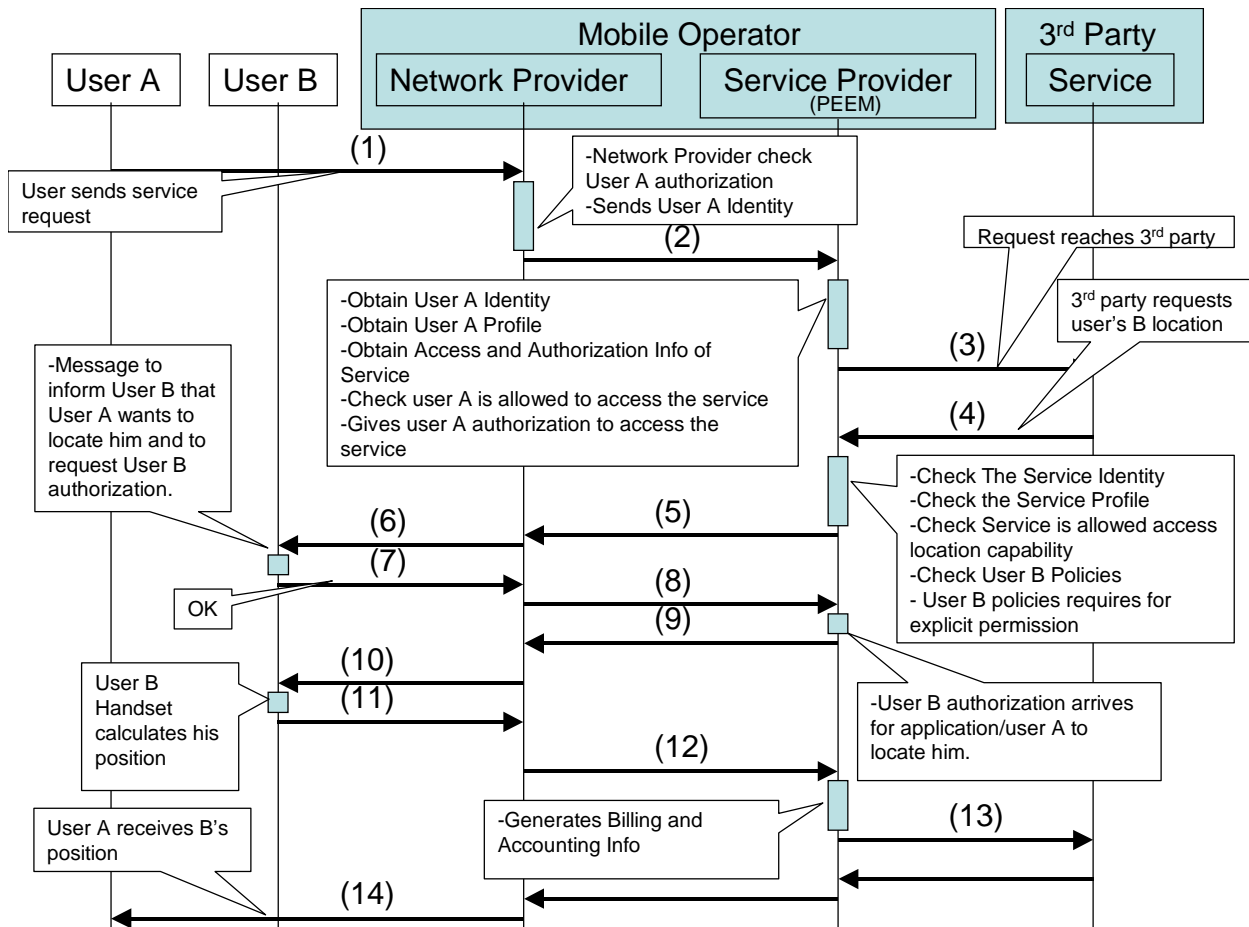 Mobile Operator
3rd Party
User A
User B
Network Provider
Service Provider
(PEEM)
Service
(1)
User sends service
request
-Network Provider check
User A authorization
-Sends User A Identity
(2)
Request reaches 3rd party
-Obtain User A Identity
-Obtain User A Profile
-Obtain Access and Authorization Info of
Service
-Check user A is allowed to access the service
-Gives user A authorization to access the
service
3rd party requests
user's B location
(3)
-Message to
inform User B that
User A wants to
locate him and to
request User B
authorization.
(4)
-Check The Service Identity
-Check the Service Profile
-Check Service is allowed access
location capability
-Check User B Policies
- User B policies requires for
explicit permission
(5)
(6)
(7)
OK
(8)
(9)
(10)
User B
Handset
calculates his
position
(11)
-User B authorization arrives
for application/user A to
locate him.
(12)
-Generates Billing and
Accounting Info
(13)
User A receives B's
position
(14)